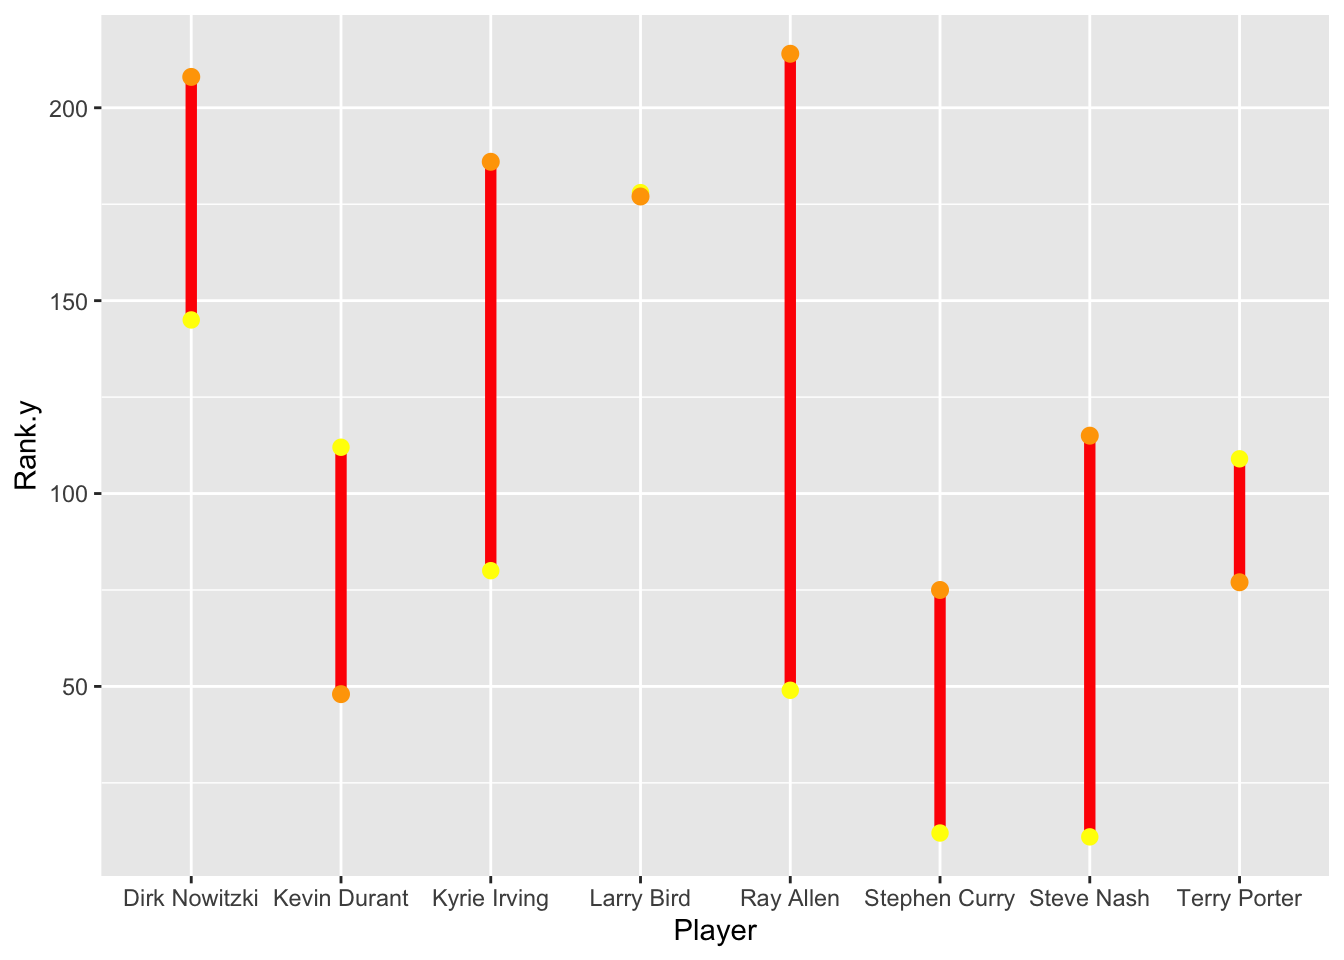 200
150
100
50
Rank.y
Dirk Nowitzki Kevin Durant Kyrie Irving Larry Bird Ray Allen Stephen Curry Steve Nash Terry Porter
Player